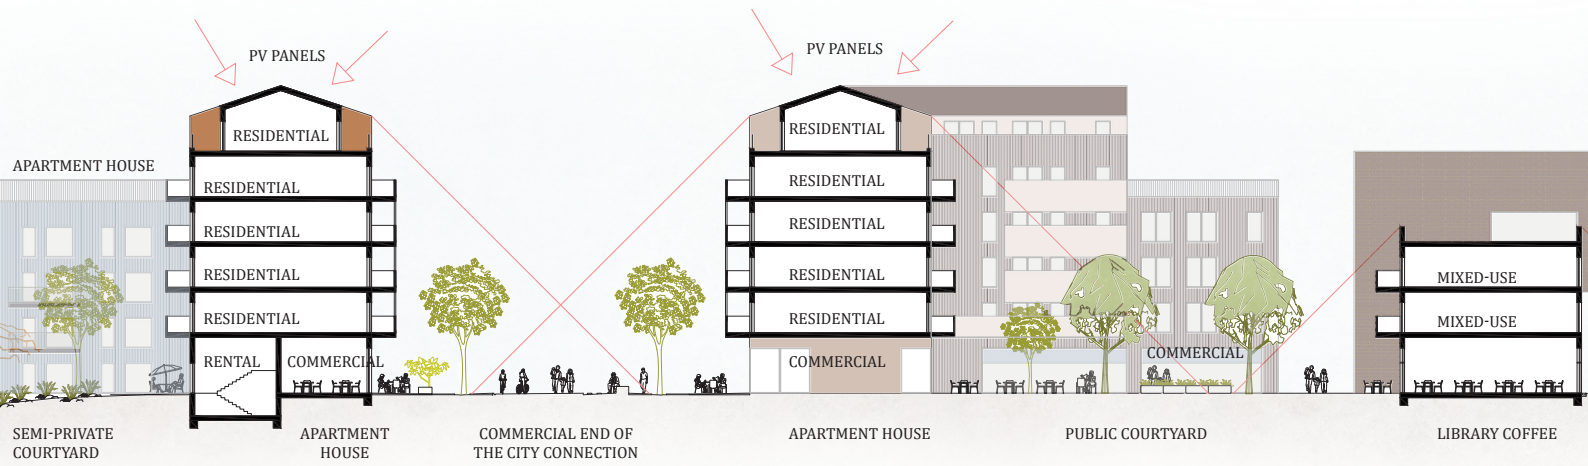 PV PANELS
PV PANELS
RESIDENTIAL
RESIDENTIAL
APARTMENT HOUSE
RESIDENTIAL
RESIDENTIAL
RESIDENTIAL
RESIDENTIAL
RESIDENTIAL
RESIDENTIAL
RESIDENTIAL
MIXED-USE
RESIDENTIAL
RESIDENTIAL
MIXED-USE
RENTAL
COMMERCIAL
COMMERCIAL
COMMERCIAL
SEMI-PRIVATE
COURTYARD
APARTMENT
HOUSE
COMMERCIAL END OF
THE CITY CONNECTION
APARTMENT HOUSE
PUBLIC COURTYARD
LIBRARY COFFEE